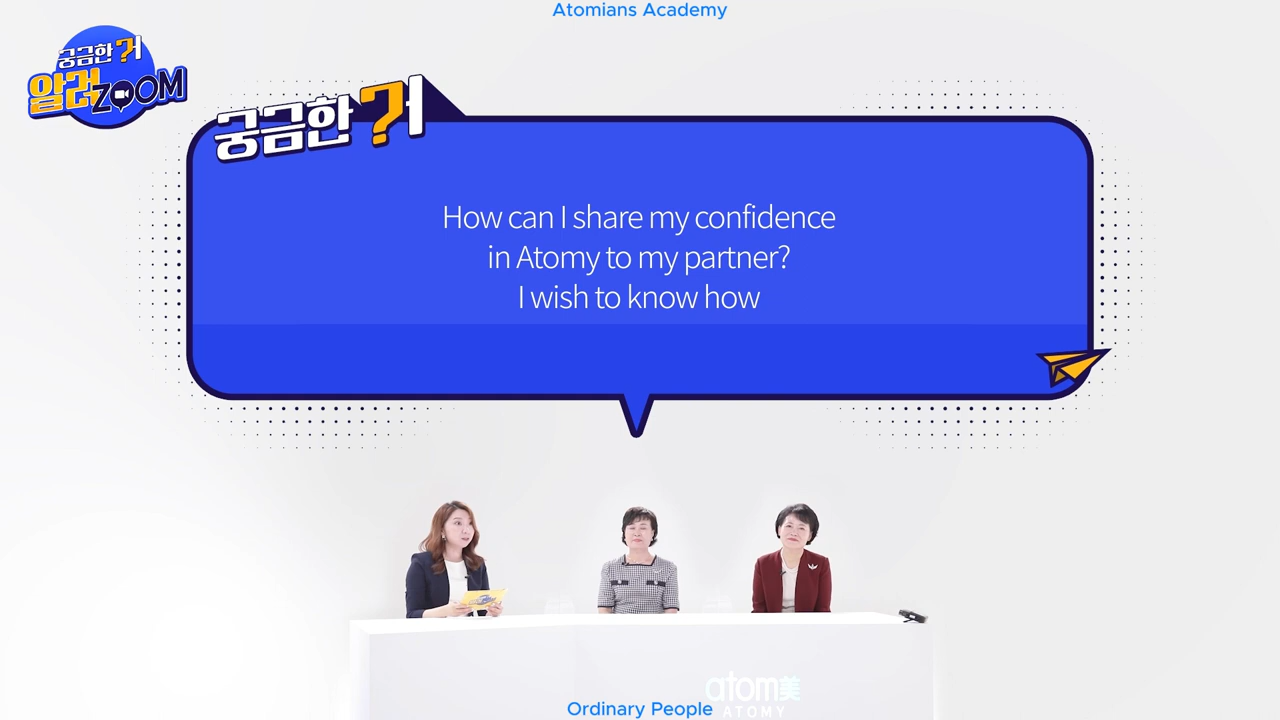 Atomians Academy
궁금한 거
알려ZOOM
궁금한 거
How can I share my confidence
in Atomy to my partner?
I wish to know how
atom美
ATOMY
Ordinary People